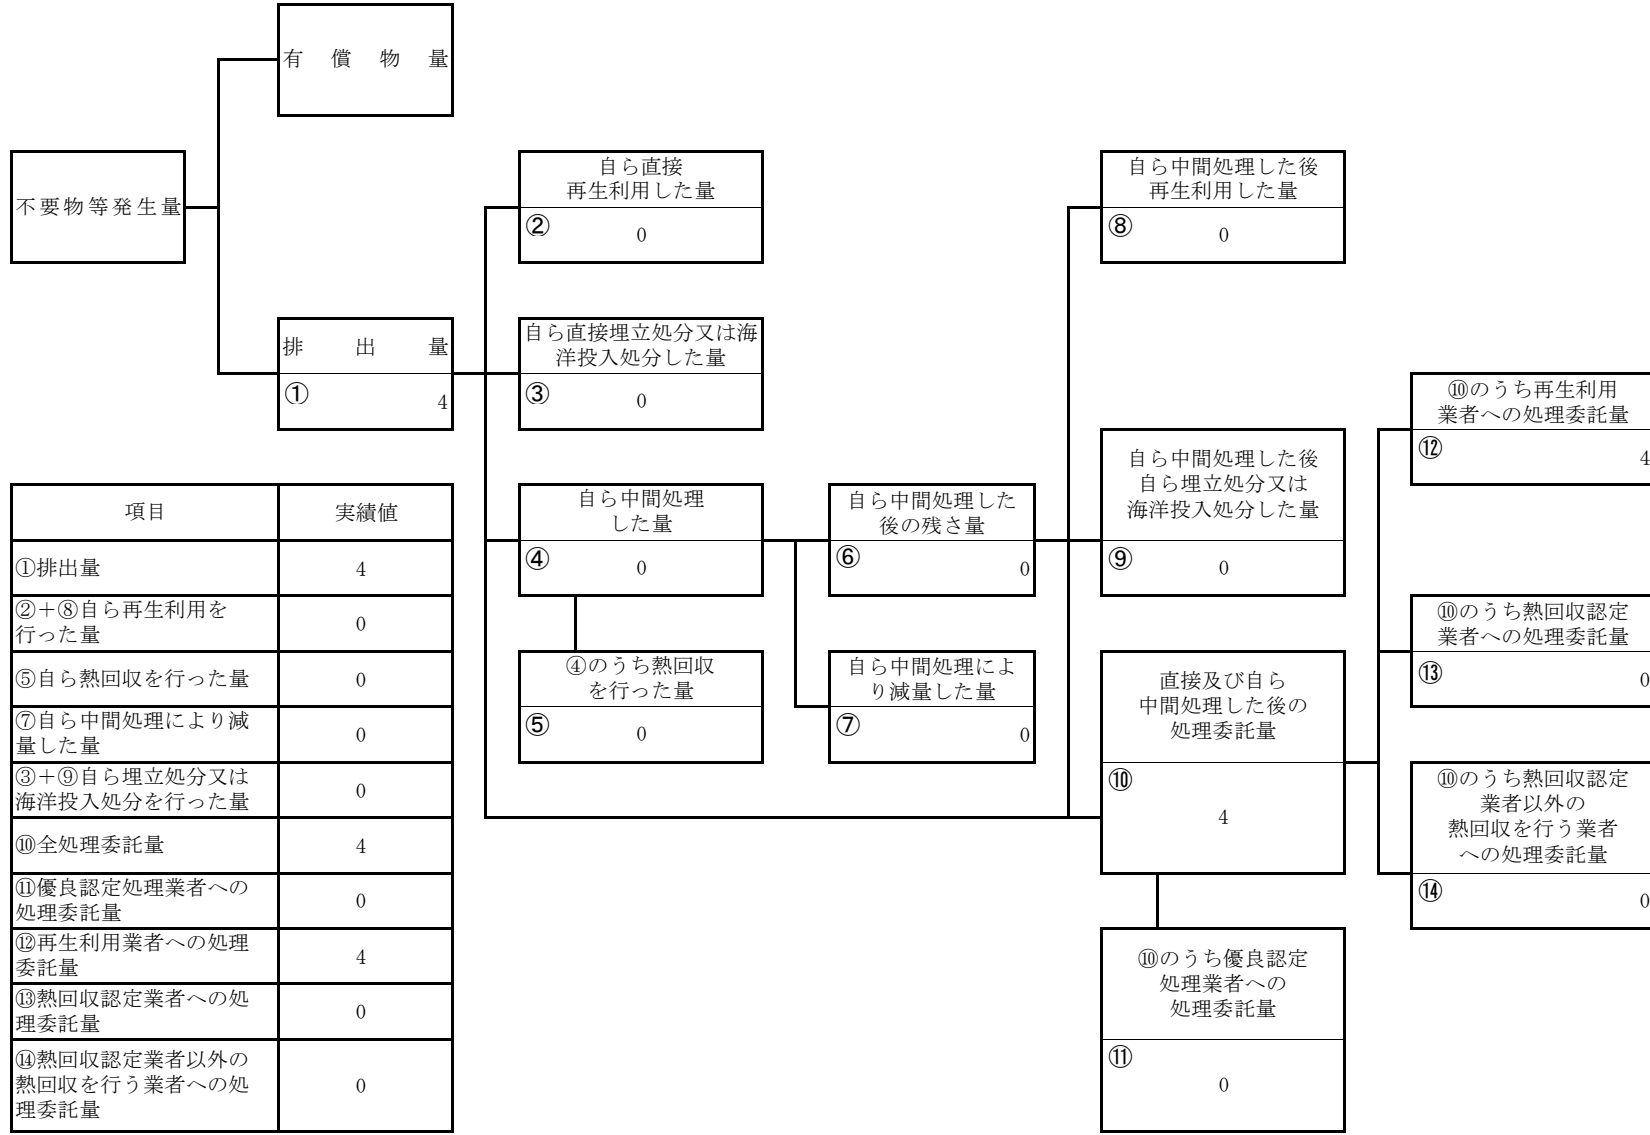 有償物量
不要物等発生量
自ら直接
再生利用した量
②
0
自ら中間処理した後
再生利用した量
⑧
0
排出量
①
4
自ら直接埋立処分又は海
洋投入処分した量
③
0
⑩のうち再生利用
業者への処理委託量
⑫
4
自ら中間処理
した量
④
0
自ら中間処理した
後の残さ量
⑥
0
自ら中間処理した後
自ら埋立処分又は
海洋投入処分した量
⑨
0
⑩のうち熱回収認定
業者への処理委託量
⑬
0
④のうち熱回収
を行った量
⑤
0
自ら中間処理によ
り減量した量
⑦
0
直接及び自ら
中間処理した後の
処理委託量
⑩
4
⑩のうち熱回収認定
業者以外の
熱回収を行う業者
への処理委託量
⑭
0
⑩のうち優良認定
処理業者への
処理委託量
⑪
0
項目 実績値
①排出量 4
②＋⑧自ら再生利用を
行った量 0
⑤自ら熱回収を行った量 0
⑦自ら中間処理により減
量した量 0
③＋⑨自ら埋立処分又は
海洋投入処分を行った量 0
⑩全処理委託量 4
⑪優良認定処理業者への
処理委託量 0
⑫再生利用業者への処理
委託量 4
⑬熱回収認定業者への処
理委託量 0
⑭熱回収認定業者以外の
熱回収を行う業者への処
理委託量 0